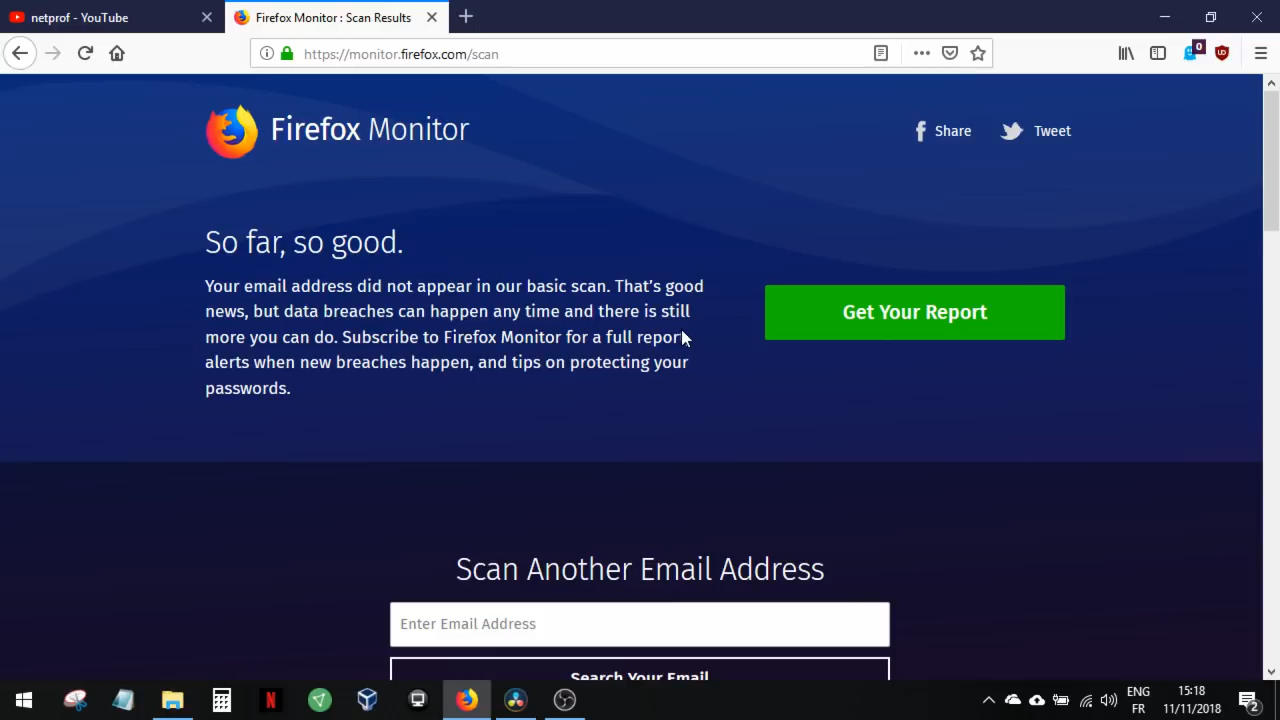 netprof - YouTube
Firefox Monitor : Scan Results
https://monitor.firefox.com/scan
0
Firefox Monitor
Share
Tweet
So far, so good.
Your email address did not appear in our basic scan. That's good
news, but data breaches can happen any time and there is still
more you can do. Subscribe to Firefox Monitor for a full report,
alerts when new breaches happen, and tips on protecting your
passwords.
Get Your Report
Scan Another Email Address
Enter Email Address
Search Your Email
N
ENG
FR
15:18
11/11/2018
2